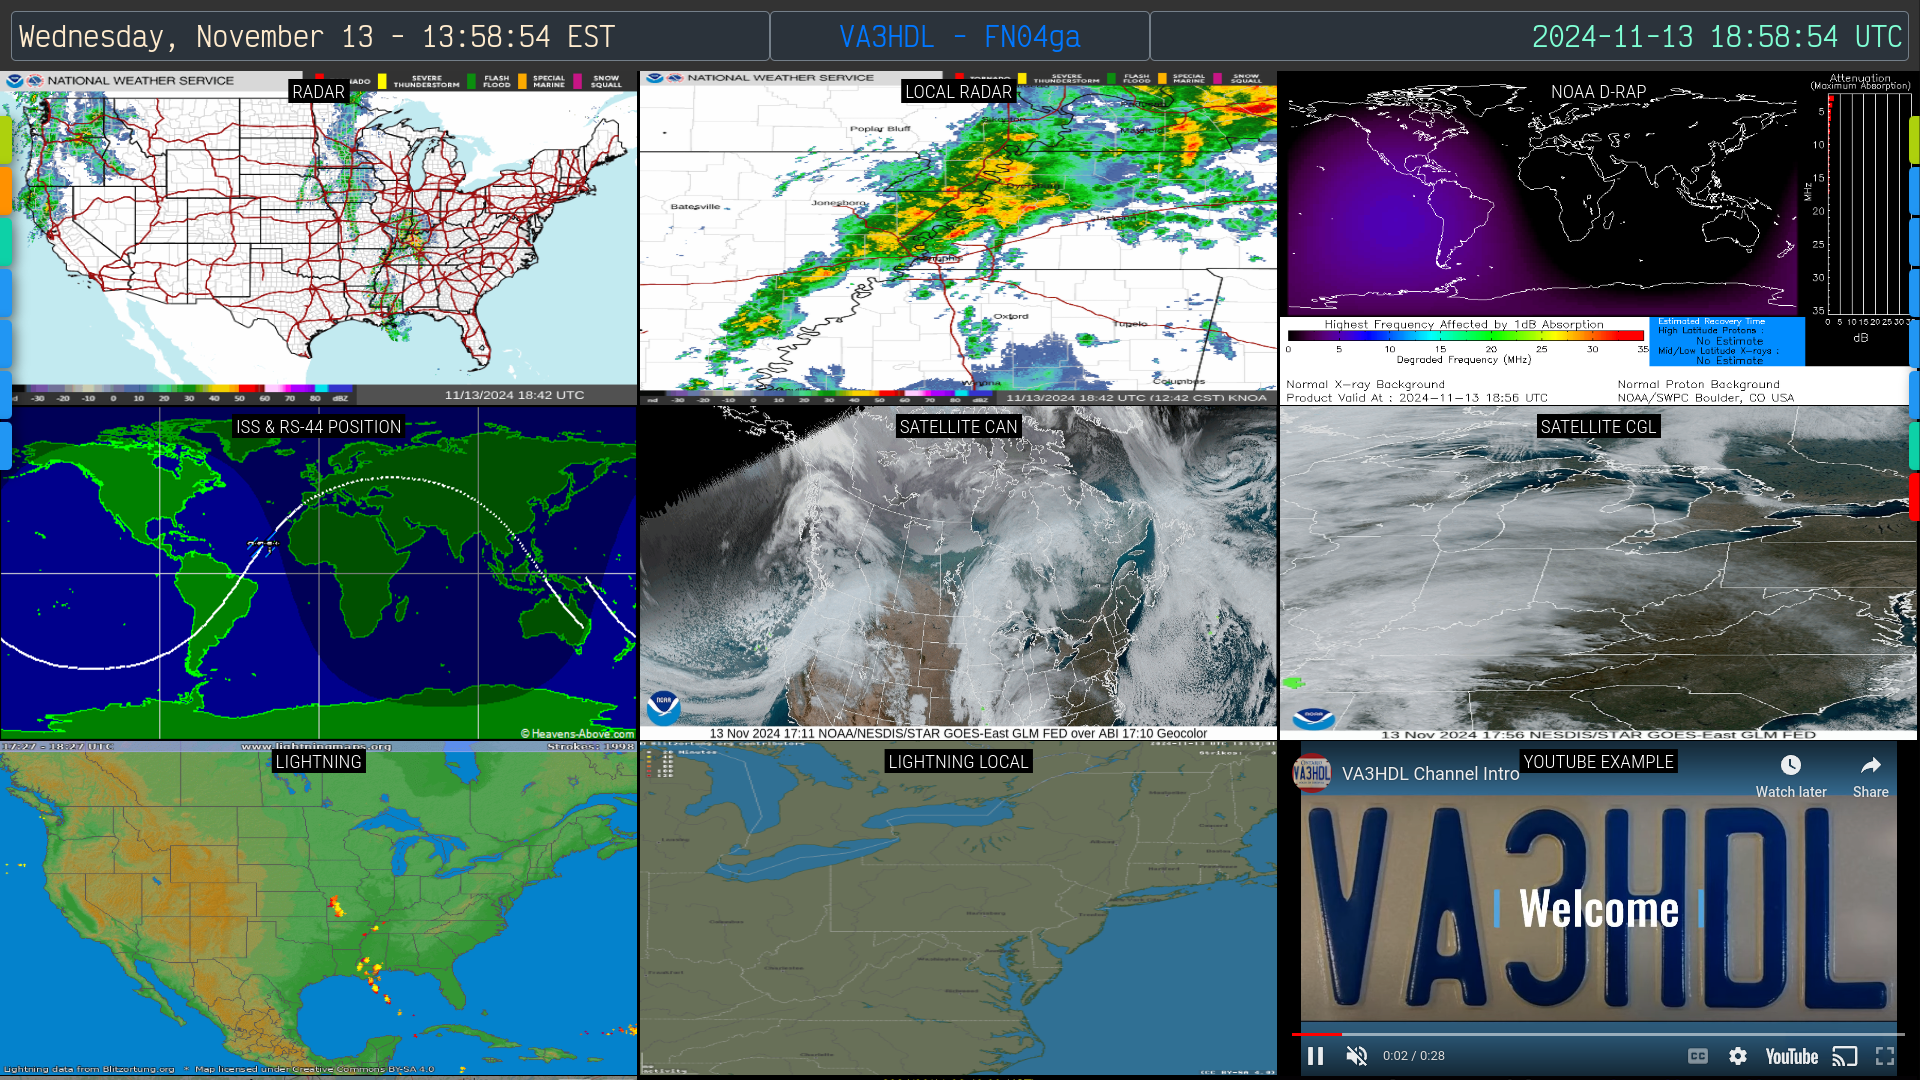 Wednesday, November 13 - 13:58:54 EST
VA3HDL - FN04ga
2024-11-13 18:58:54 UTC
NATIONAL WEATHER SERVICE
SEVERE THUNDERSTORM
FLASH FLOOD
SPECIAL MARINE
SNOW SQUALL
RADAR
-30 -20 -10 0 10 20 30 40 50 60 70 80 dBZ
11/13/2024 18:42 UTC
NATIONAL WEATHER SERVICE
TORNADO
SEVERE THUNDERSTORM
FLASH FLOOD
SPECIAL MARINE
SNOW SQUALL
LOCAL RADAR
Poplar Bluff
Batesville
Jonesboro
Oxford
Tupelo
Winona
Columbus
11/13/2024 18:42 UTC (12:42 CST) KNQA
NOAA D-RAP
Attenuation
(Maximum Absorption)
5
10
15
MHz
20
25
30
35
0 5 10 15 20 25 30
dB
Highest Frequency Affected by 1dB Absorption
0 5 10 15 20 25 30 35
Degraded Frequency (MHz)
Estimated Recovery Time
High Latitude Protons :
No Estimate
Mid/Low Latitude X-rays :
No Estimate
Normal X-ray Background
Normal Proton Background
Product Valid At : 2024-11-13 18:56 UTC
NOAA/SWPC Boulder, CO USA
ISS & RS-44 POSITION
© Heavens-Above.com
SATELLITE CAN
NOAA
13 Nov 2024 17:11 NOAA/NESDIS/STAR GOES-East GLM FED over ABI 17:10 Geocolor
SATELLITE CGL
NOAA
13 Nov 2024 17:56 NESDIS/STAR GOES-East GLM FED
17:27 - 18:27 UTC
www.lightningmaps.org
Strokes: 1998
LIGHTNING
Lightning data from Blitzortung.org * Map licensed under Creative Commons BY-SA 4.0
LIGHTNING LOCAL
YOUTUBE EXAMPLE
VA3HDL Channel Intro
Watch later
Share
VA3HDL
Welcome
0:02 / 0:28
CC
YouTube